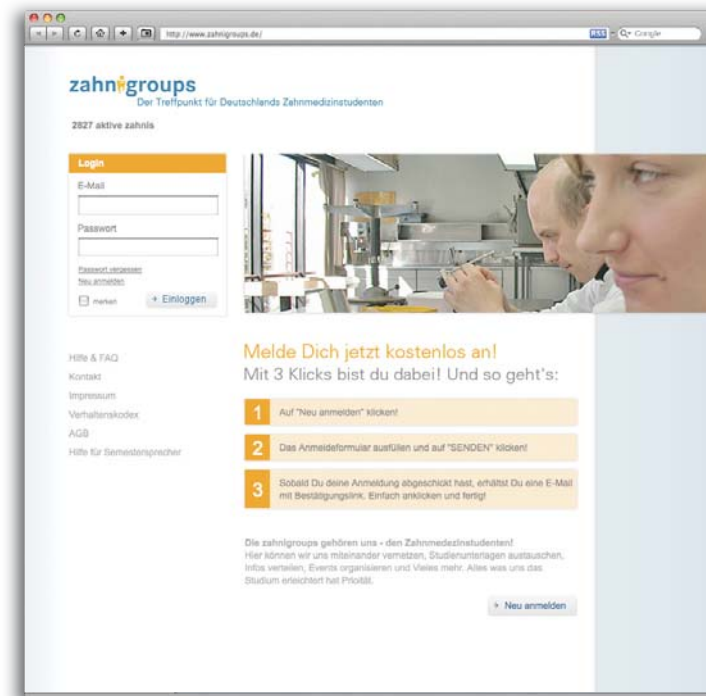 http://www.zahnigroups.de/
RSS
Google
zahnigroups
Der Treffpunkt für Deutschlands Zahnmedizinstudenten
2827 aktive zahnis
Login
E-Mail
Passwort
Passwort vergessen
Neu anmelden
merken
Einloggen
Hilfe & FAQ
Kontakt
Impressum
Verhaltenskodex
AGB
Hilfe für Semestersprecher
Melde Dich jetzt kostenlos an!
Mit 3 Klicks bist du dabei! Und so geht's:
1 Auf "Neu anmelden" klicken!
2 Das Anmeldeformular ausfüllen und auf "SENDEN" klicken!
3 Sobald Du deine Anmeldung abgeschickt hast, erhältst Du eine E-Mail
mit Bestätigungslink. Einfach anklicken und fertig!
Die zahnigroups gehören uns - den Zahnmedezinstudenten!
Hier können wir uns miteinander vernetzen, Studienunterlagen austauschen,
Infos verteilen, Events organisieren und Vieles mehr. Alles was uns das
Studium erleichtert hat Priorität.
Neu anmelden